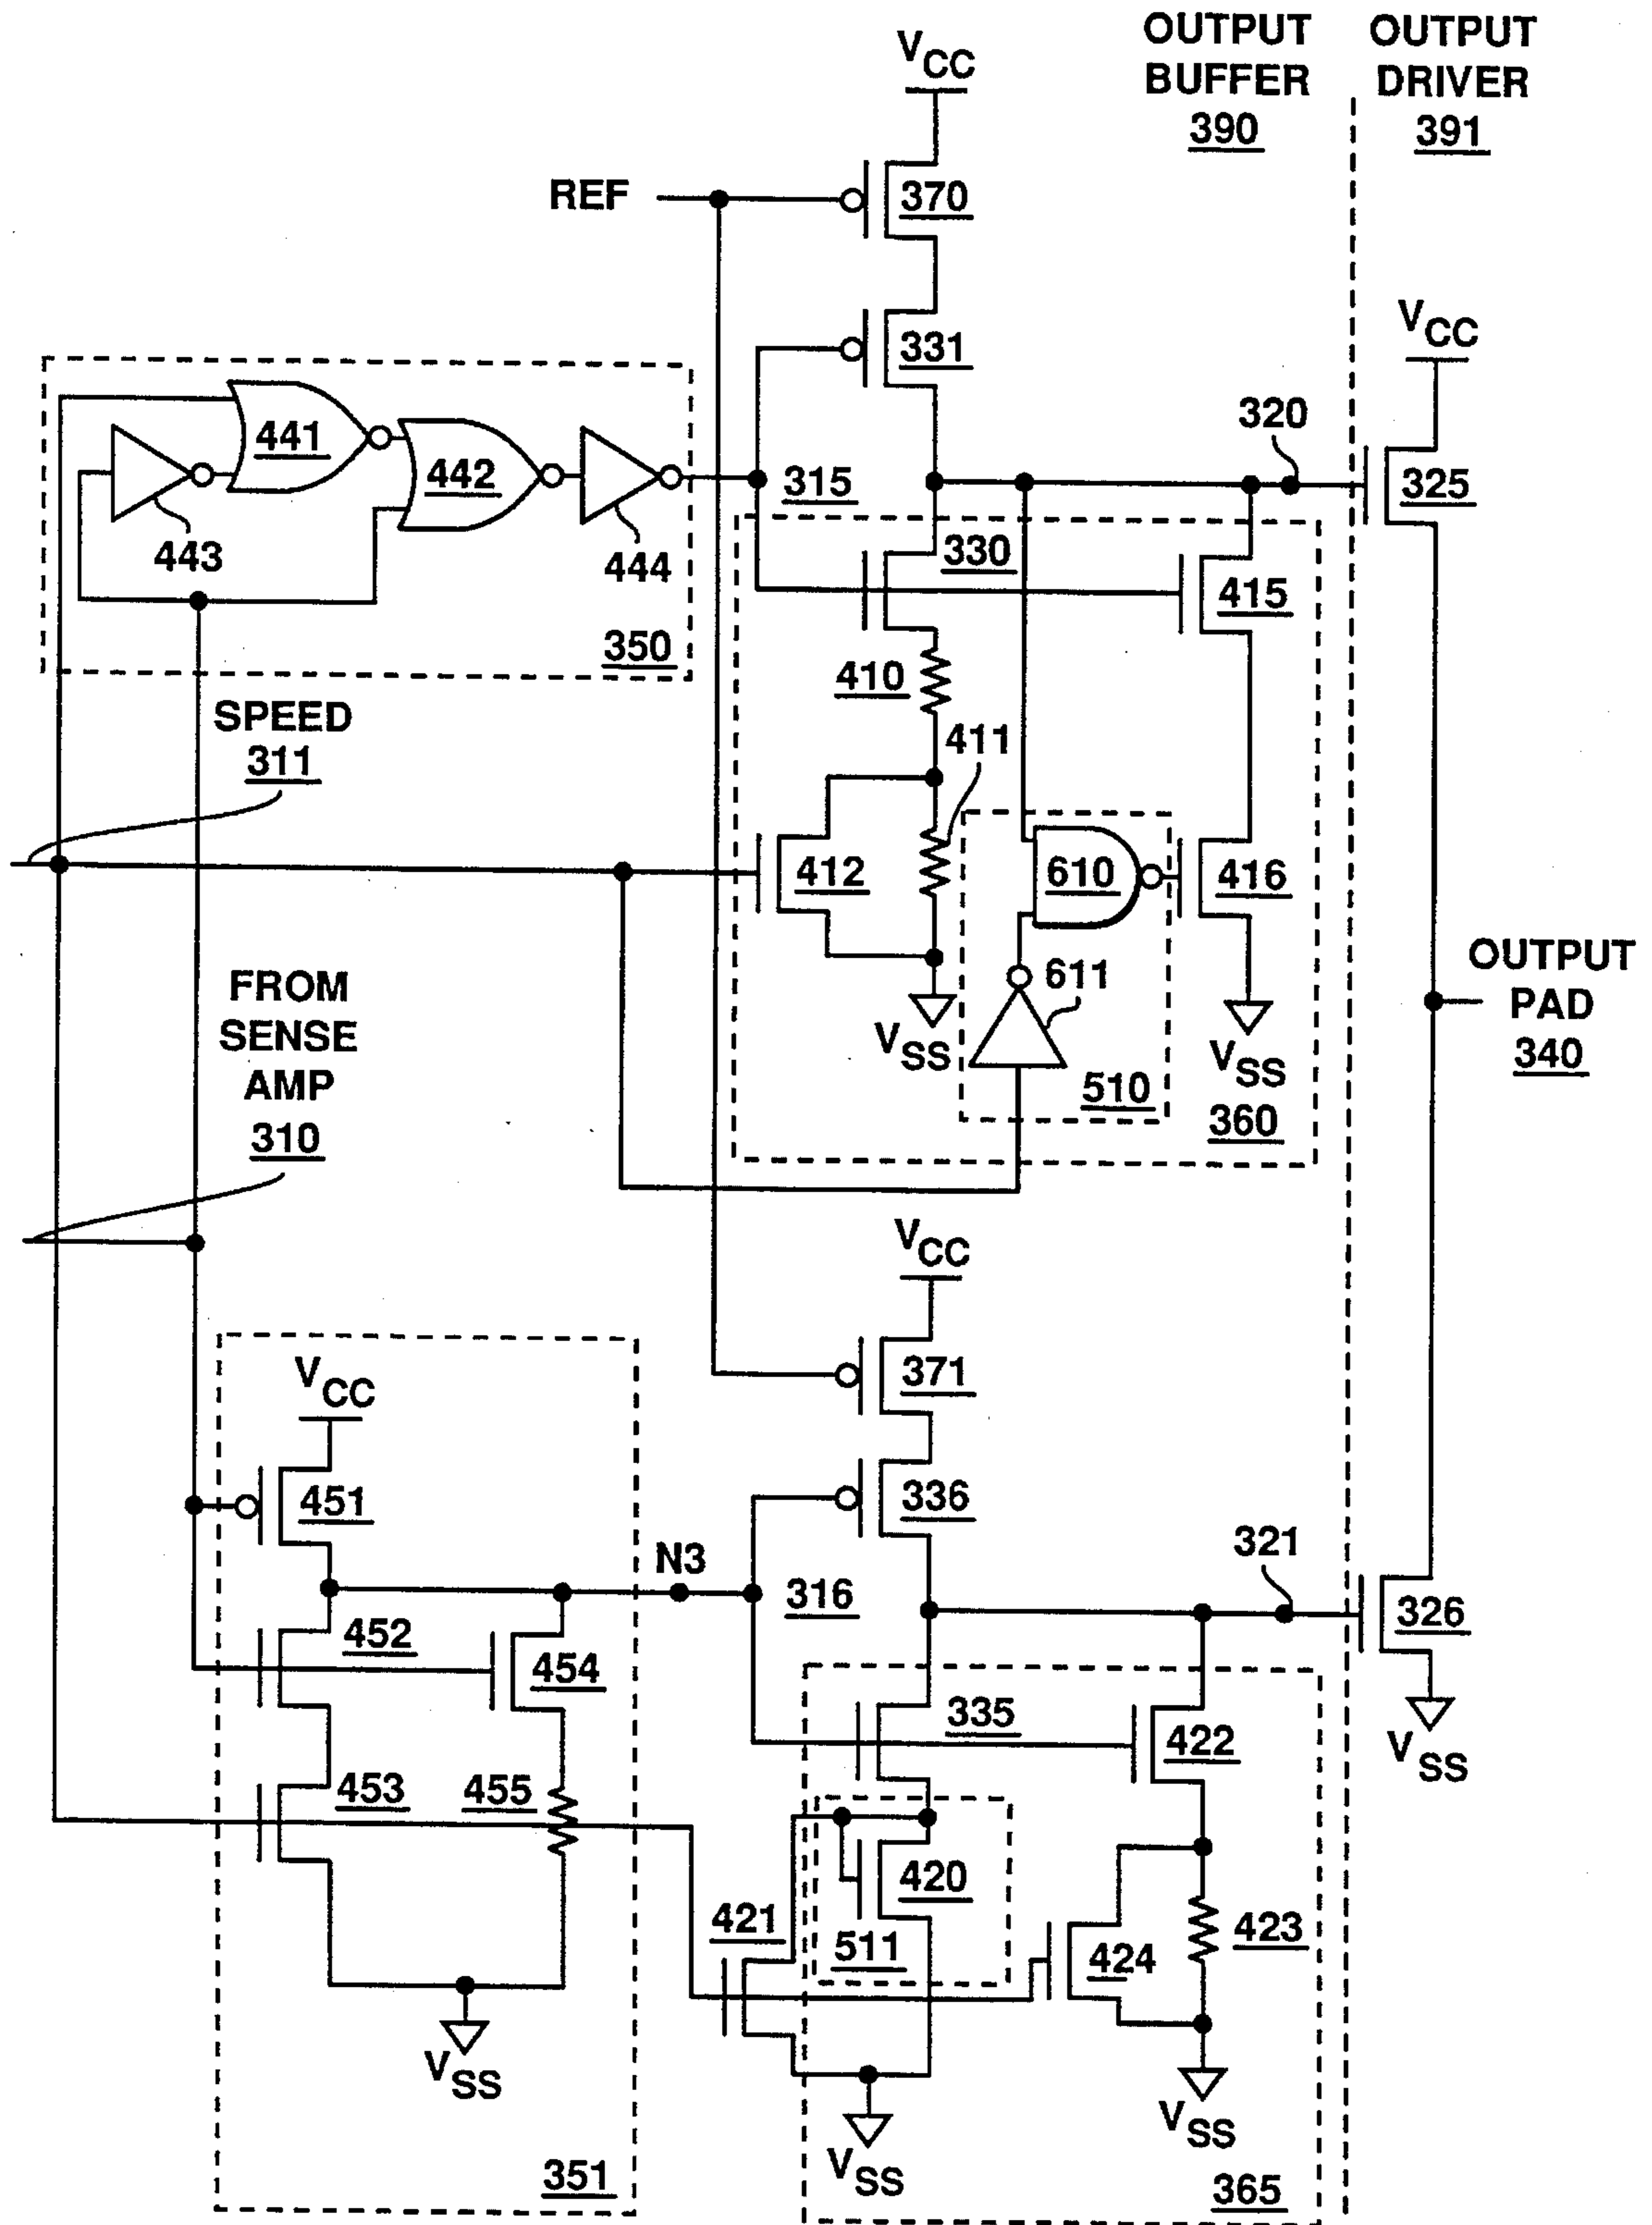 OUTPUT BUFFER 390
OUTPUT DRIVER 391
VCC
REF
370
331
VCC
320
325
441
442
443
444
315
330
415
350
410
SPEED 311
411
412
610
416
OUTPUT PAD 340
FROM SENSE AMP 310
611
VSS
VSS
510
360
VCC
371
VCC
451
336
N3
321
316
326
452
454
335
422
VSS
453
455
420
421
511
424
423
VSS
VSS
VSS
351
365